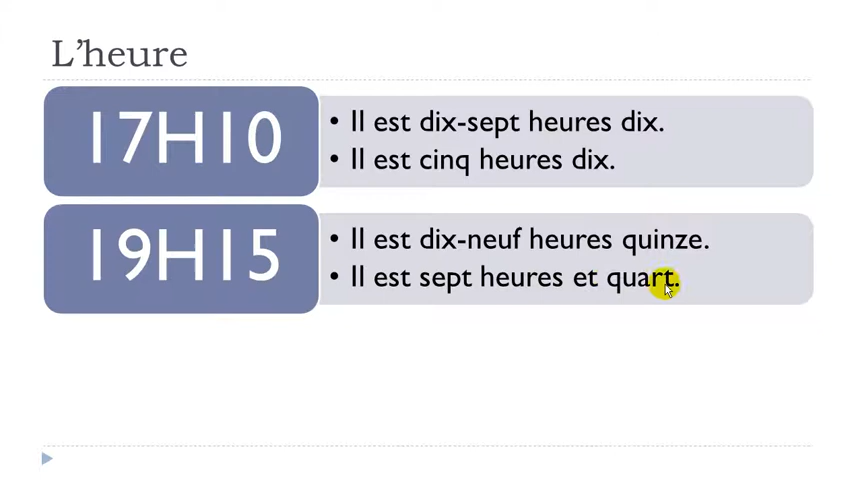 L’heure
17H10
• Il est dix-sept heures dix.
• Il est cinq heures dix.
19H15
• Il est dix-neuf heures quinze.
• Il est sept heures et quart.